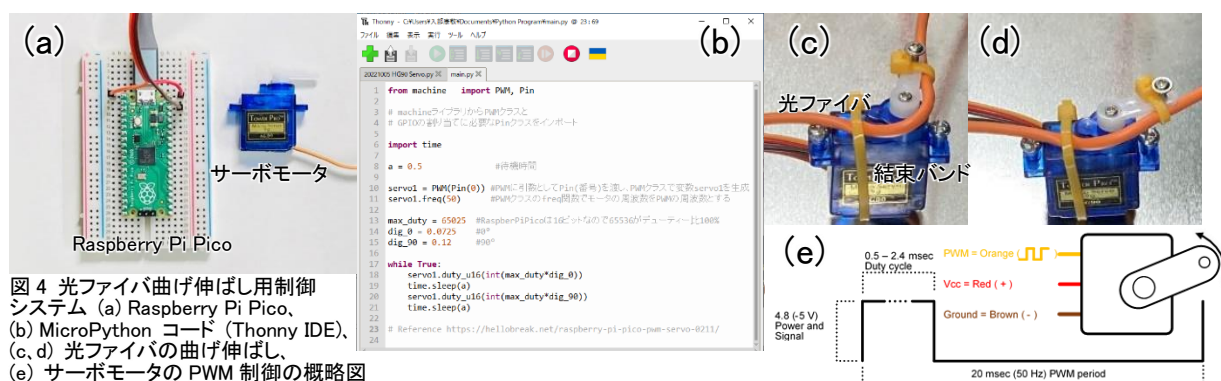 (a)
サーボモータ
Raspberry Pi Pico
図 4 光ファイバ曲げ伸ばし用制御
システム (a) Raspberry Pi Pico、
(b) MicroPython コード (Thonny IDE)、
(c、d) 光ファイバの曲げ伸ばし、
(e) サーボモータの PWM 制御の概略図
(b)
ファイル 編集 表示 実行 ツール ヘルプ
20221005 HG90 Servo.py
main.py
1 from machine import PWM, Pin
2
3 # machineライブラリからPWMクラスと
4 # GPIOの割り当てに必要なPinクラスをインポート
5
6 import time
7
8 a = 0.5 #待機時間
9
10 servo1 = PWM(Pin(0)) #PWMに引数としてPin(番号)を渡し、PWMクラスで変数servo1を生成
11 servo1.freq(50) #PWMクラスのfreq関数でモータの周波数をPWMの周波数とする
12
13 max_duty = 65025 #RaspberPiPicoは16ビットなので65536がデューティー比100%
14 dig_0 = 0.0725 #0°
15 dig_90 = 0.12 #90°
16
17 while True:
18 servo1.duty_u16(int(max_duty*dig_0))
19 time.sleep(a)
20 servo1.duty_u16(int(max_duty*dig_90))
21 time.sleep(a)
22
23 # Reference https://hellobreak.net/raspberry-pi-pico-pwm-servo-0211/
24
(c)
光ファイバ
結束バンド
(d)
(e)
0.5 – 2.4 msec
Duty cycle
PWM = Orange ( )
Vcc = Red ( + )
Ground = Brown ( - )
4.8 (-5 V)
Power and
Signal
20 msec (50 Hz) PWM period